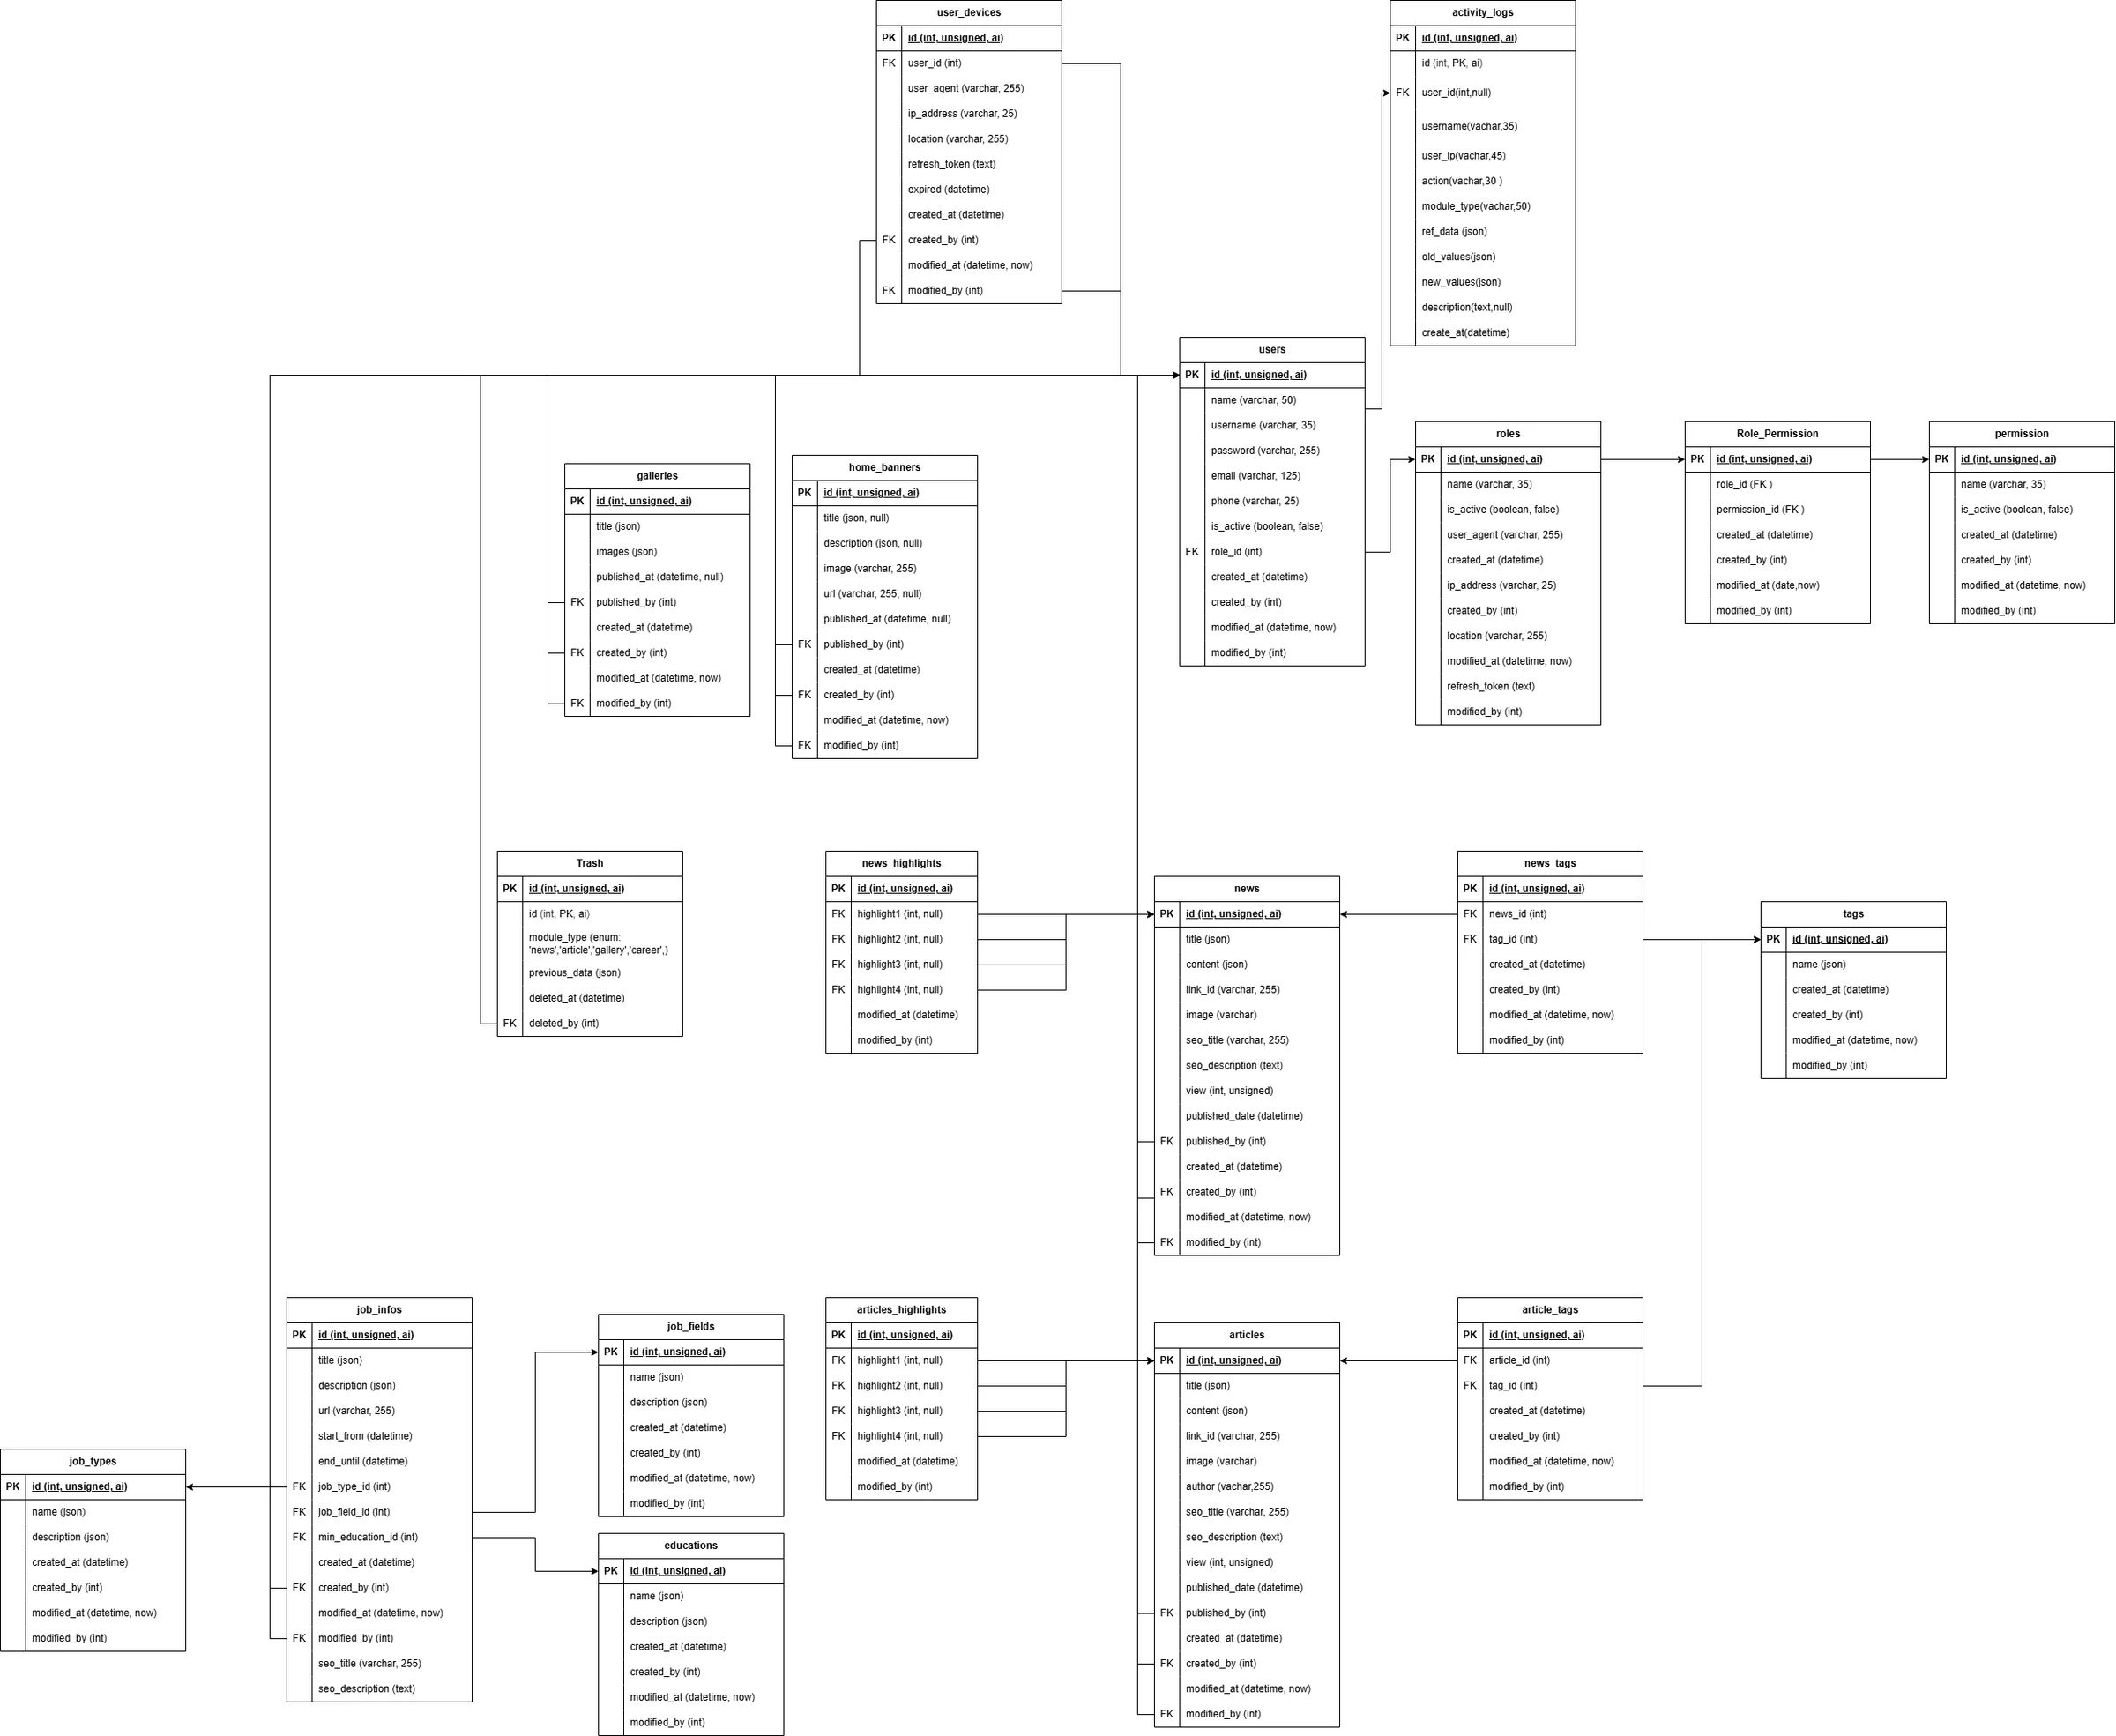 user_devices
PK id (int, unsigned, ai)
FK user_id (int)
user_agent (varchar, 255)
ip_address (varchar, 25)
location (varchar, 255)
refresh_token (text)
expired (datetime)
created_at (datetime)
FK created_by (int)
modified_at (datetime, now)
FK modified_by (int)
activity_logs
PK id (int, unsigned, ai)
id (int, PK, ai)
FK user_id(int,null)
username(vachar,35)
user_ip(vachar,45)
action(vachar,30 )
module_type(vachar,50)
ref_data (json)
old_values(json)
new_values(json)
description(text,null)
create_at(datetime)
users
PK id (int, unsigned, ai)
name (varchar, 50)
username (varchar, 35)
password (varchar, 255)
email (varchar, 125)
phone (varchar, 25)
is_active (boolean, false)
FK role_id (int)
created_at (datetime)
created_by (int)
modified_at (datetime, now)
modified_by (int)
roles
PK id (int, unsigned, ai)
name (varchar, 35)
is_active (boolean, false)
user_agent (varchar, 255)
created_at (datetime)
ip_address (varchar, 25)
created_by (int)
location (varchar, 255)
modified_at (datetime, now)
refresh_token (text)
modified_by (int)
Role_Permission
PK id (int, unsigned, ai)
role_id (FK )
permission_id (FK )
created_at (datetime)
created_by (int)
modified_at (date,now)
modified_by (int)
permission
PK id (int, unsigned, ai)
name (varchar, 35)
is_active (boolean, false)
created_at (datetime)
created_by (int)
modified_at (datetime, now)
modified_by (int)
galleries
PK id (int, unsigned, ai)
title (json)
images (json)
published_at (datetime, null)
FK published_by (int)
created_at (datetime)
FK created_by (int)
modified_at (datetime, now)
FK modified_by (int)
home_banners
PK id (int, unsigned, ai)
title (json, null)
description (json, null)
image (varchar, 255)
url (varchar, 255, null)
published_at (datetime, null)
FK published_by (int)
created_at (datetime)
FK created_by (int)
modified_at (datetime, now)
FK modified_by (int)
Trash
PK id (int, unsigned, ai)
id (int, PK, ai)
module_type (enum:
'news','article','gallery','career',)
previous_data (json)
deleted_at (datetime)
FK deleted_by (int)
news_highlights
PK id (int, unsigned, ai)
FK highlight1 (int, null)
FK highlight2 (int, null)
FK highlight3 (int, null)
FK highlight4 (int, null)
modified_at (datetime)
modified_by (int)
news
PK id (int, unsigned, ai)
title (json)
content (json)
link_id (varchar, 255)
image (varchar)
seo_title (varchar, 255)
seo_description (text)
view (int, unsigned)
published_date (datetime)
FK published_by (int)
created_at (datetime)
FK created_by (int)
modified_at (datetime, now)
FK modified_by (int)
news_tags
PK id (int, unsigned, ai)
FK news_id (int)
FK tag_id (int)
created_at (datetime)
created_by (int)
modified_at (datetime, now)
modified_by (int)
tags
PK id (int, unsigned, ai)
name (json)
created_at (datetime)
created_by (int)
modified_at (datetime, now)
modified_by (int)
job_types
PK id (int, unsigned, ai)
name (json)
description (json)
created_at (datetime)
created_by (int)
modified_at (datetime, now)
modified_by (int)
job_infos
PK id (int, unsigned, ai)
title (json)
description (json)
url (varchar, 255)
start_from (datetime)
end_until (datetime)
FK job_type_id (int)
FK job_field_id (int)
FK min_education_id (int)
created_at (datetime)
FK created_by (int)
modified_at (datetime, now)
FK modified_by (int)
seo_title (varchar, 255)
seo_description (text)
job_fields
PK id (int, unsigned, ai)
name (json)
description (json)
created_at (datetime)
created_by (int)
modified_at (datetime, now)
modified_by (int)
educations
PK id (int, unsigned, ai)
name (json)
description (json)
created_at (datetime)
created_by (int)
modified_at (datetime, now)
modified_by (int)
articles_highlights
PK id (int, unsigned, ai)
FK highlight1 (int, null)
FK highlight2 (int, null)
FK highlight3 (int, null)
FK highlight4 (int, null)
modified_at (datetime)
modified_by (int)
articles
PK id (int, unsigned, ai)
title (json)
content (json)
link_id (varchar, 255)
image (varchar)
author (vachar,255)
seo_title (varchar, 255)
seo_description (text)
view (int, unsigned)
published_date (datetime)
FK published_by (int)
created_at (datetime)
FK created_by (int)
modified_at (datetime, now)
FK modified_by (int)
article_tags
PK id (int, unsigned, ai)
FK article_id (int)
FK tag_id (int)
created_at (datetime)
created_by (int)
modified_at (datetime, now)
modified_by (int)